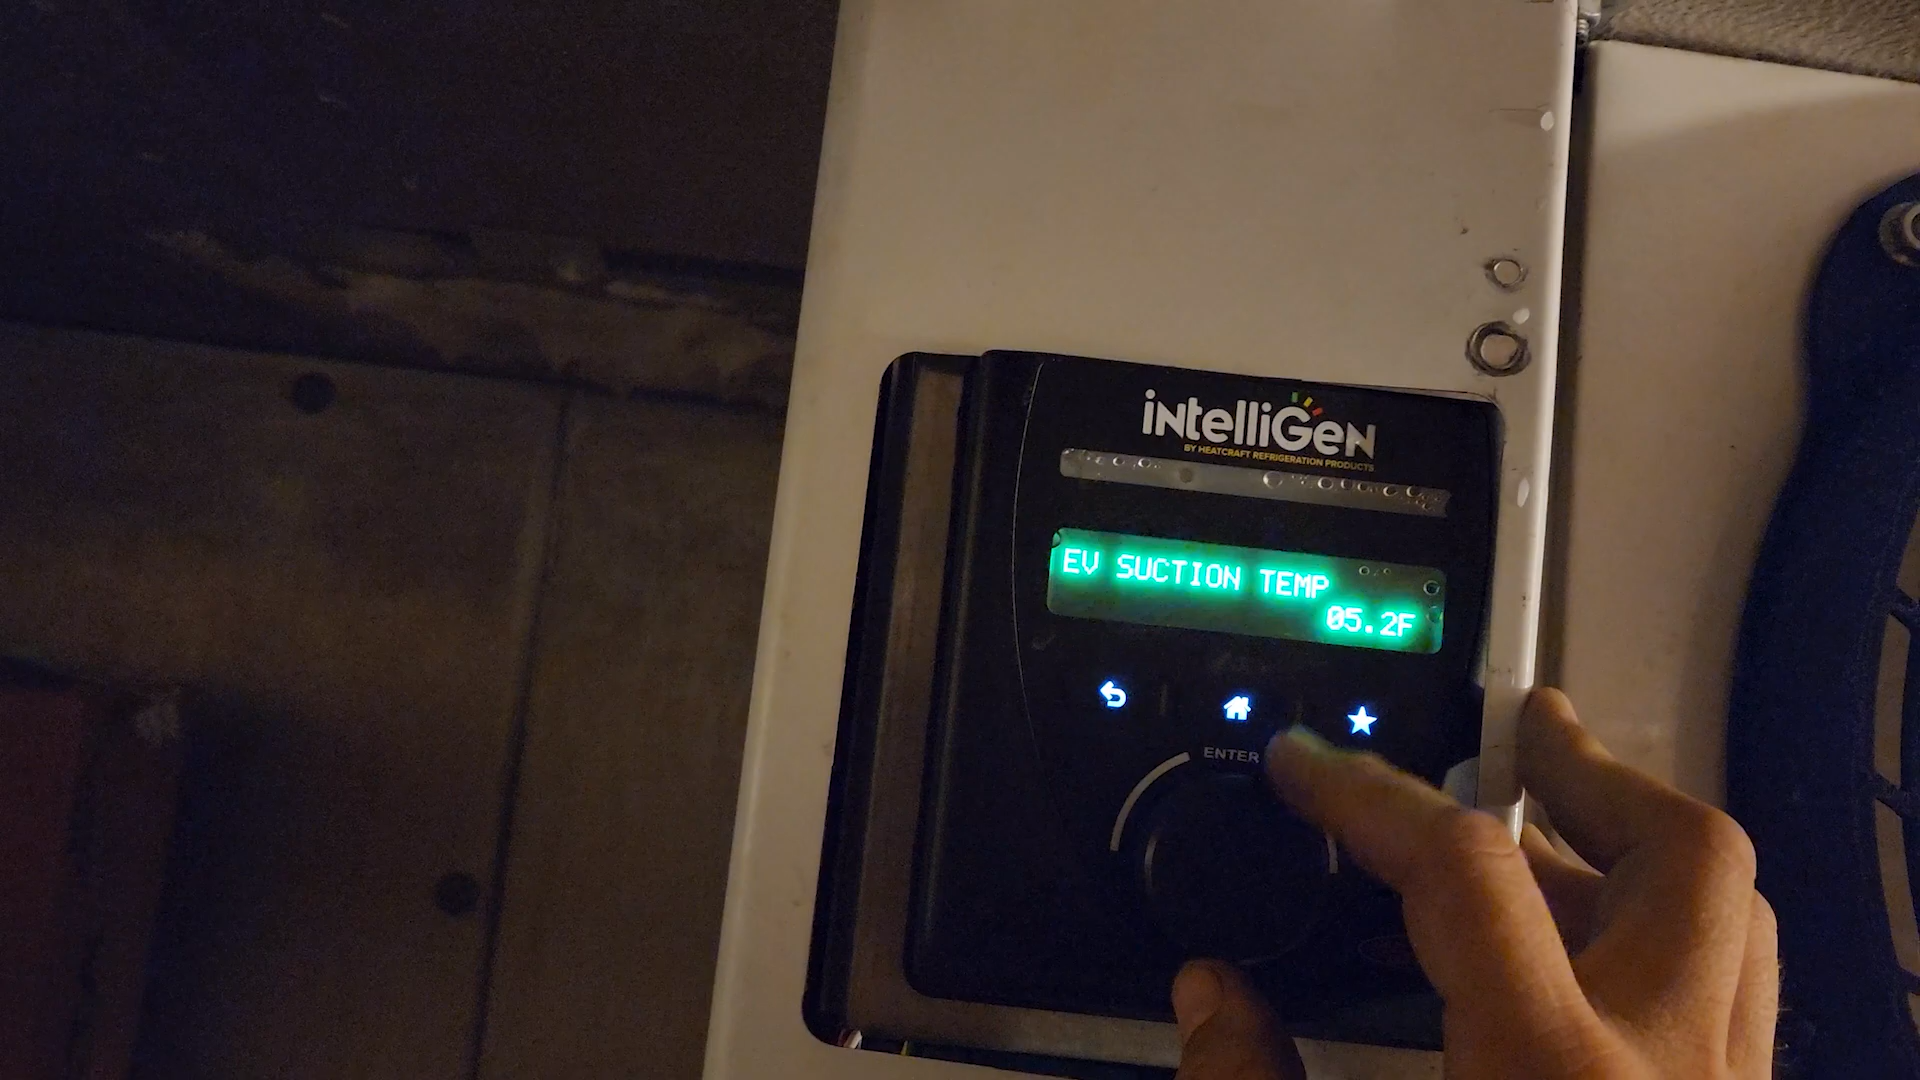 intelliGen
BY HEATCRAFT REFRIGERATION PRODUCTS
EV SUCTION TEMP
05.2F
ENTER